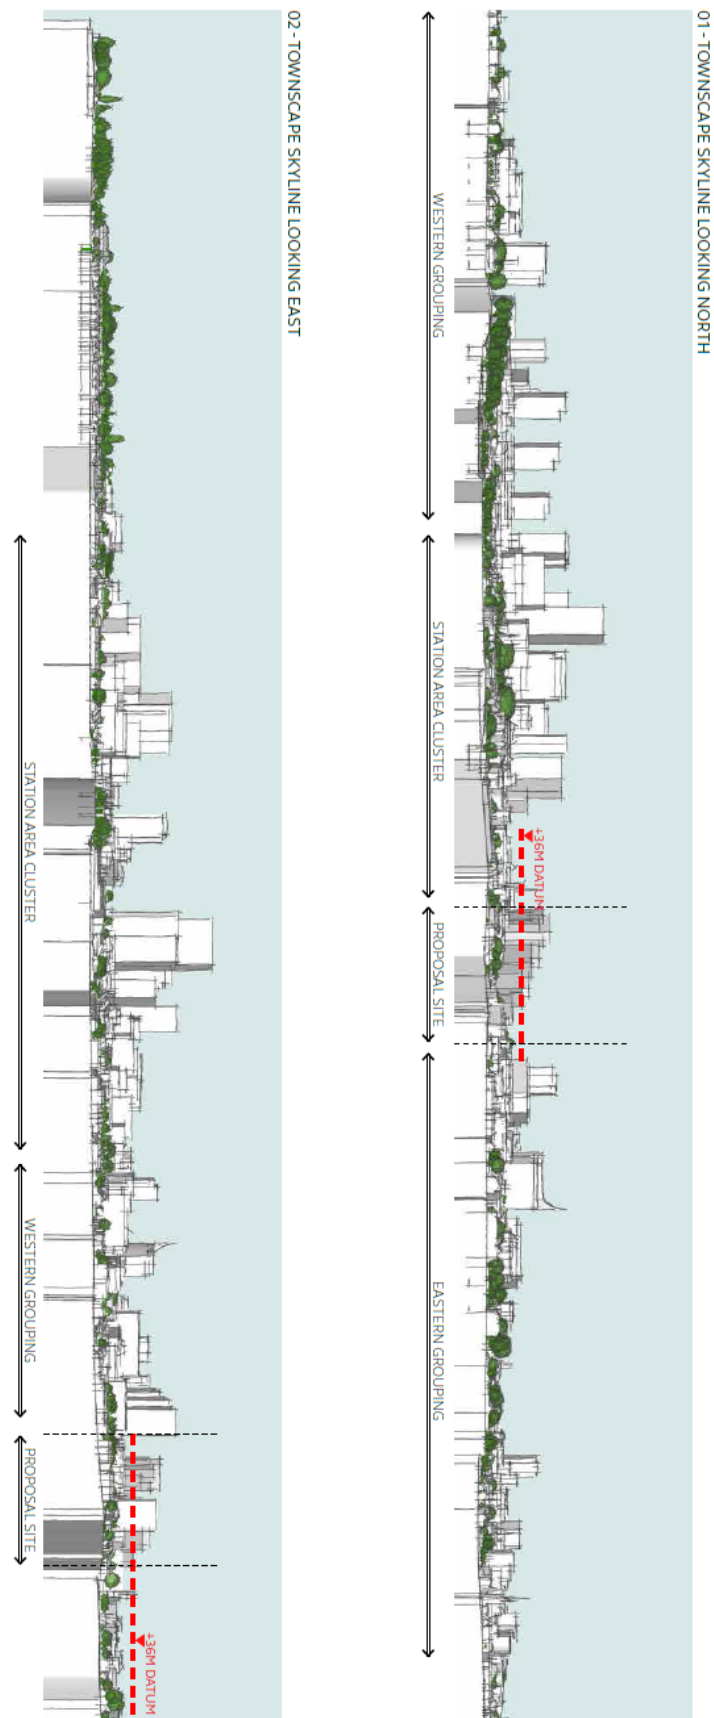 01 - TOWNSCAPE SKYLINE LOOKING NORTH
+36M DATUM
WESTERN GROUPING
STATION AREA CLUSTER
PROPOSAL SITE
EASTERN GROUPING
02 - TOWNSCAPE SKYLINE LOOKING EAST
+36M DATUM
STATION AREA CLUSTER
WESTERN GROUPING
PROPOSAL SITE